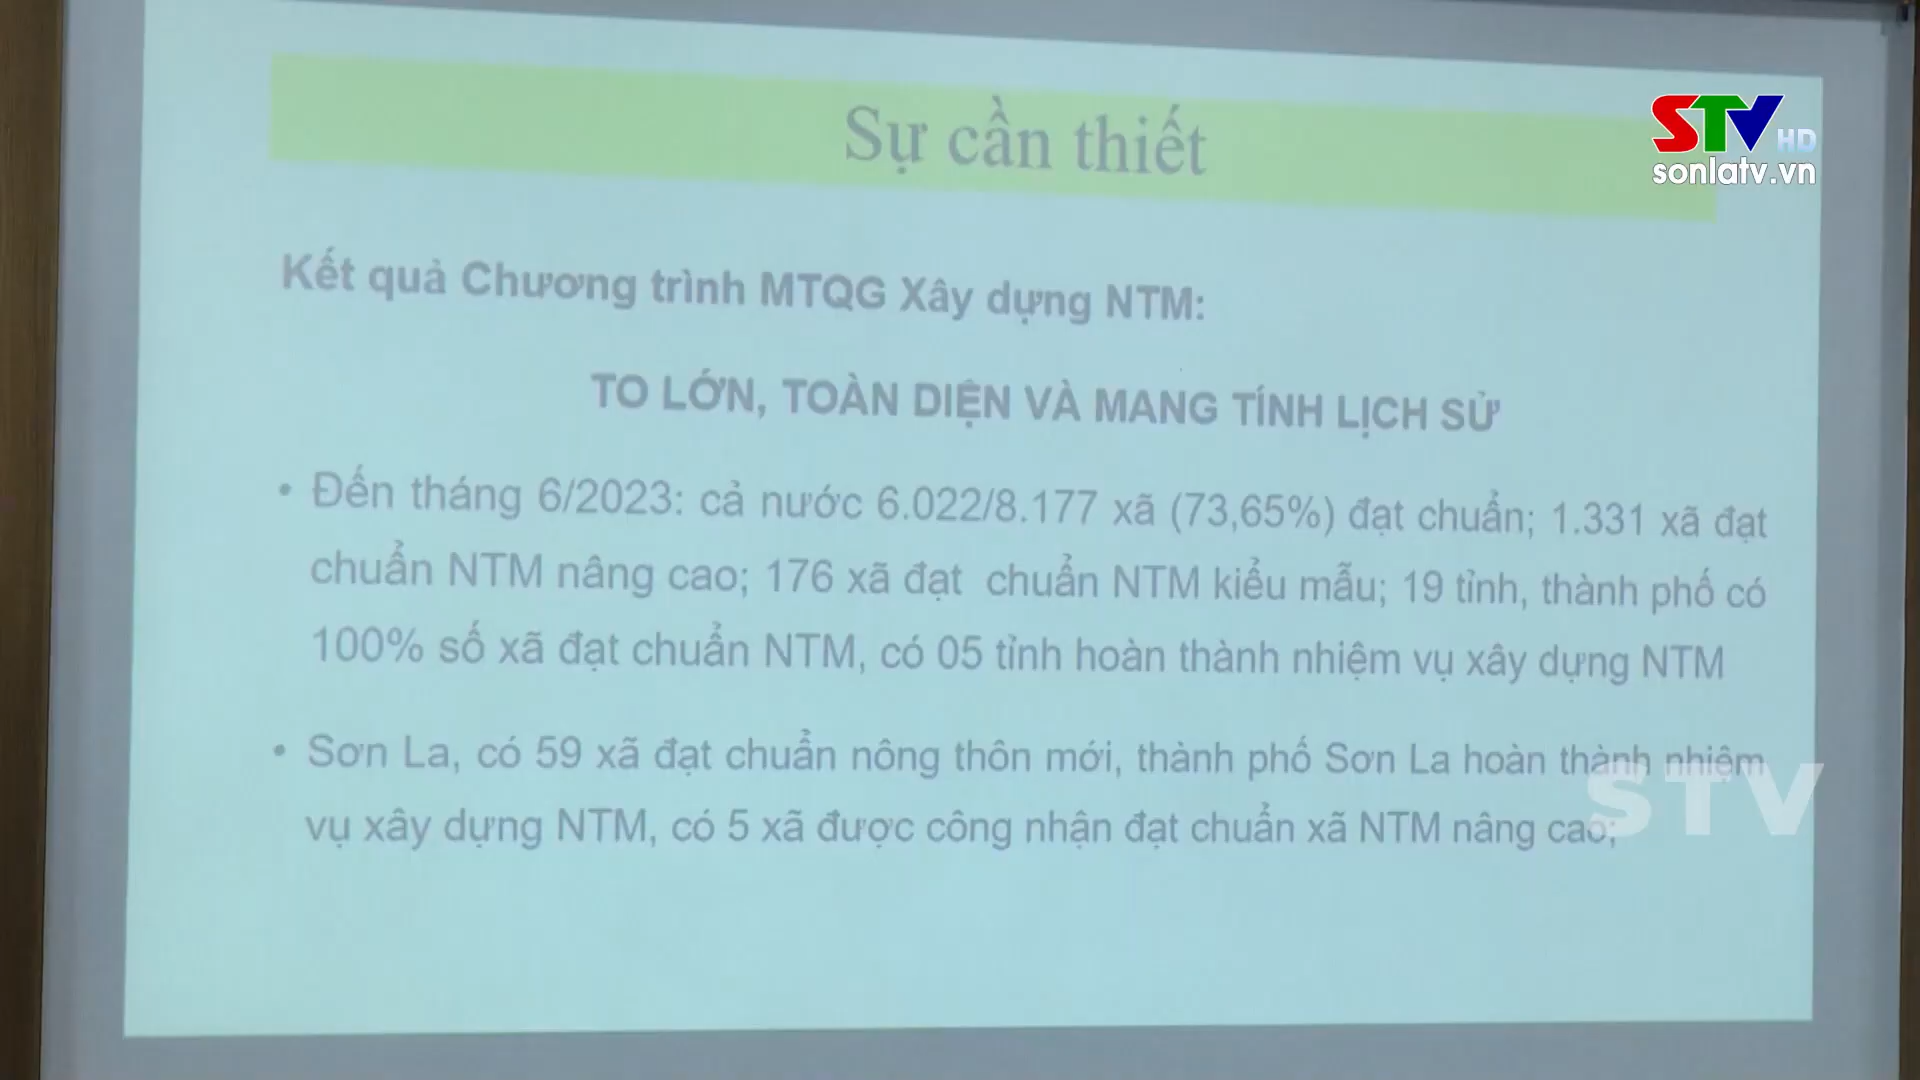 Sự cần thiết
STV HD
sonlatv.vn
Kết quả Chương trình MTQG Xây dựng NTM:
TO LỚN, TOÀN DIỆN VÀ MANG TÍNH LỊCH SỬ
• Đến tháng 6/2023: cả nước 6.022/8.177 xã (73,65%) đạt chuẩn; 1.331 xã đạt
chuẩn NTM nâng cao; 176 xã đạt chuẩn NTM kiểu mẫu; 19 tỉnh, thành phố có
100% số xã đạt chuẩn NTM, có 05 tỉnh hoàn thành nhiệm vụ xây dựng NTM
• Sơn La, có 59 xã đạt chuẩn nông thôn mới, thành phố Sơn La hoàn thành nhiệm
vụ xây dựng NTM, có 5 xã được công nhận đạt chuẩn xã NTM nâng cao;
STV